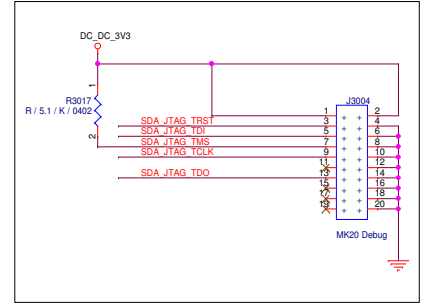 DC_DC_3V3
1
R3017
R / 5.1 / K / 0402
2
J3004
1 2
SDA_JTAG_TRST 3 4
SDA_JTAG_TDI 5 6
SDA_JTAG_TMS 7 8
SDA_JTAG_TCLK 9 10
11 12
SDA_JTAG_TDO 13 14
15 16
17 18
19 20
MK20 Debug